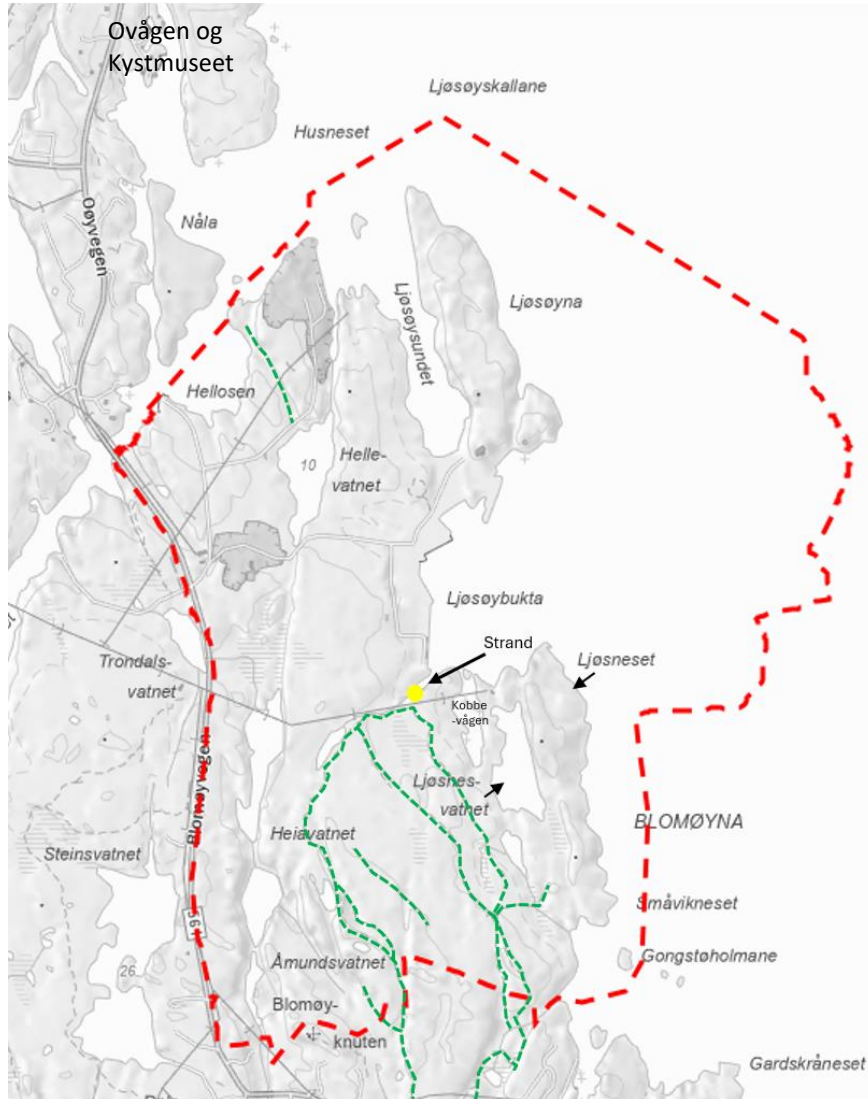 Ovågen og
Kystmuseet
Ljøsøyskallane
Husneset
Oøyvegen
Nåla
Ljøsøyna
Ljøsøysundet
Hellosen
10
Helle-
vatnet
Ljøsøybukta
Strand
Ljøsneset
Trondals-
vatnet
Kobbe
-vågen
Ljøsnes-
vatnet
Blomøyvegen
BLOMØYNA
Heiavatnet
Steinsvatnet
Småvikneset
561
Gongstøholmane
Åmundsvatnet
26
Blomøy-
knuten
Gardskråneset